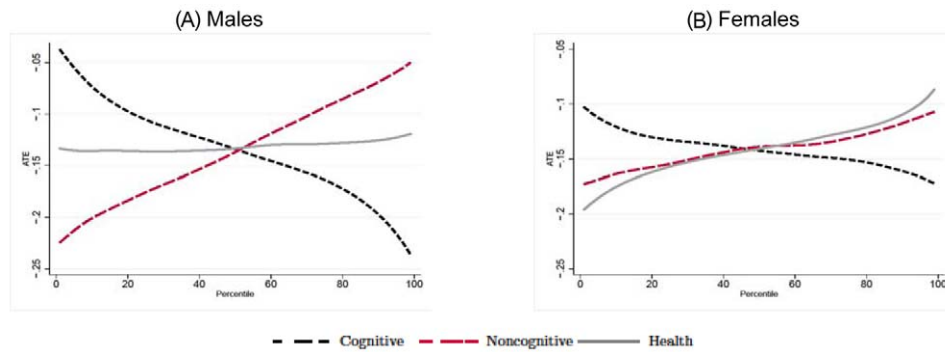 (A) Males
(B) Females
ATE
-.05
-.1
-.15
-.2
-.25
0 20 40 60 80 100
Percentile
ATE
-.05
-.1
-.15
-.2
-.25
0 20 40 60 80 100
Percentile
Cognitive Noncognitive Health